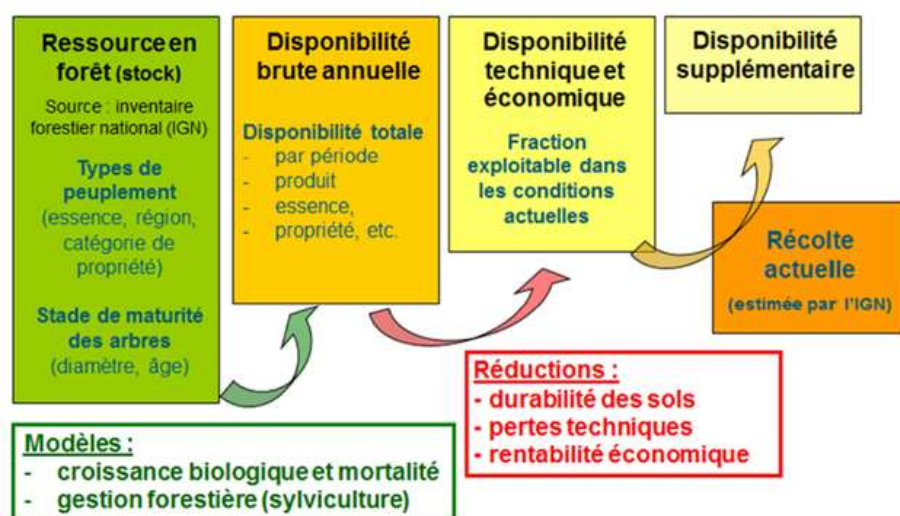 Ressource en
forêt (stock)
Source : inventaire
forestier national (IGN)
Types de
peuplement
(essence, région,
catégorie de
propriété)
Stade de maturité
des arbres
(diamètre, âge)
Disponibilité
brute annuelle
Disponibilité totale
- par période
- produit
- essence,
- propriété, etc.
Disponibilité
technique et
économique
Fraction
exploitable dans
les conditions
actuelles
Disponibilité
supplémentaire
Récolte
actuelle
(estimée par l'IGN)
Modèles :
- croissance biologique et mortalité
- gestion forestière (sylviculture)
Réductions :
- durabilité des sols
- pertes techniques
- rentabilité économique